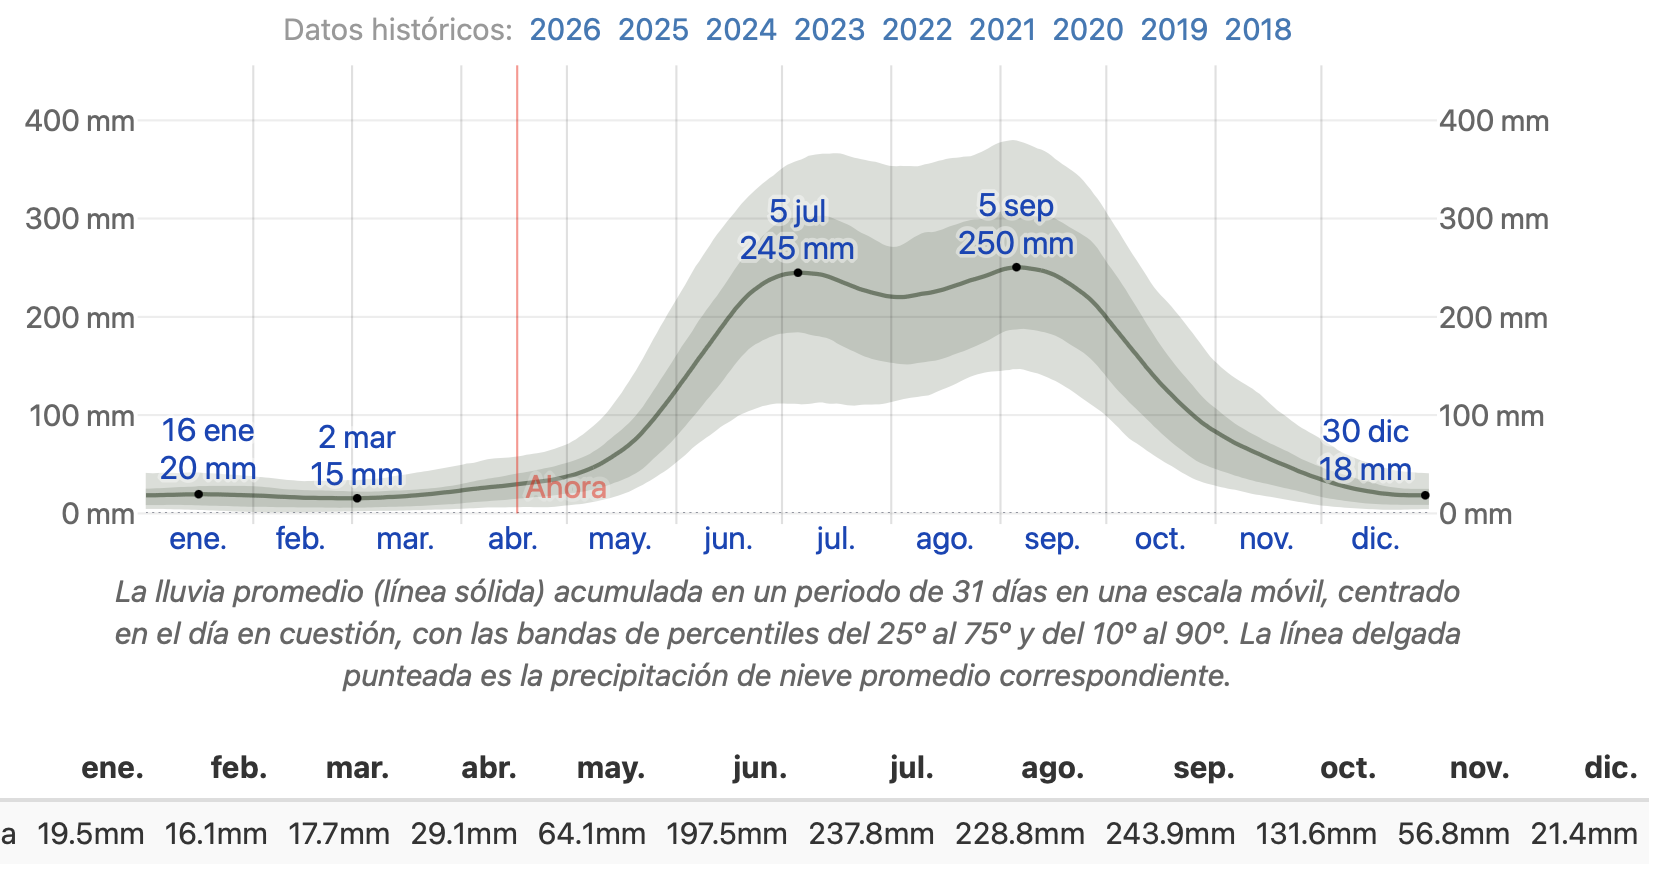 Datos históricos: 2026 2025 2024 2023 2022 2021 2020 2019 2018
400 mm 400 mm
300 mm 300 mm
200 mm 200 mm
100 mm 100 mm
0 mm 0 mm
16 ene
20 mm
2 mar
15 mm
Ahora
5 jul
245 mm
5 sep
250 mm
30 dic
18 mm
ene. feb. mar. abr. may. jun. jul. ago. sep. oct. nov. dic.
La lluvia promedio (línea sólida) acumulada en un periodo de 31 días en una escala móvil, centrado
en el día en cuestión, con las bandas de percentiles del 25º al 75º y del 10º al 90º. La línea delgada
punteada es la precipitación de nieve promedio correspondiente.
ene. feb. mar. abr. may. jun. jul. ago. sep. oct. nov. dic.
a 19.5mm 16.1mm 17.7mm 29.1mm 64.1mm 197.5mm 237.8mm 228.8mm 243.9mm 131.6mm 56.8mm 21.4mm